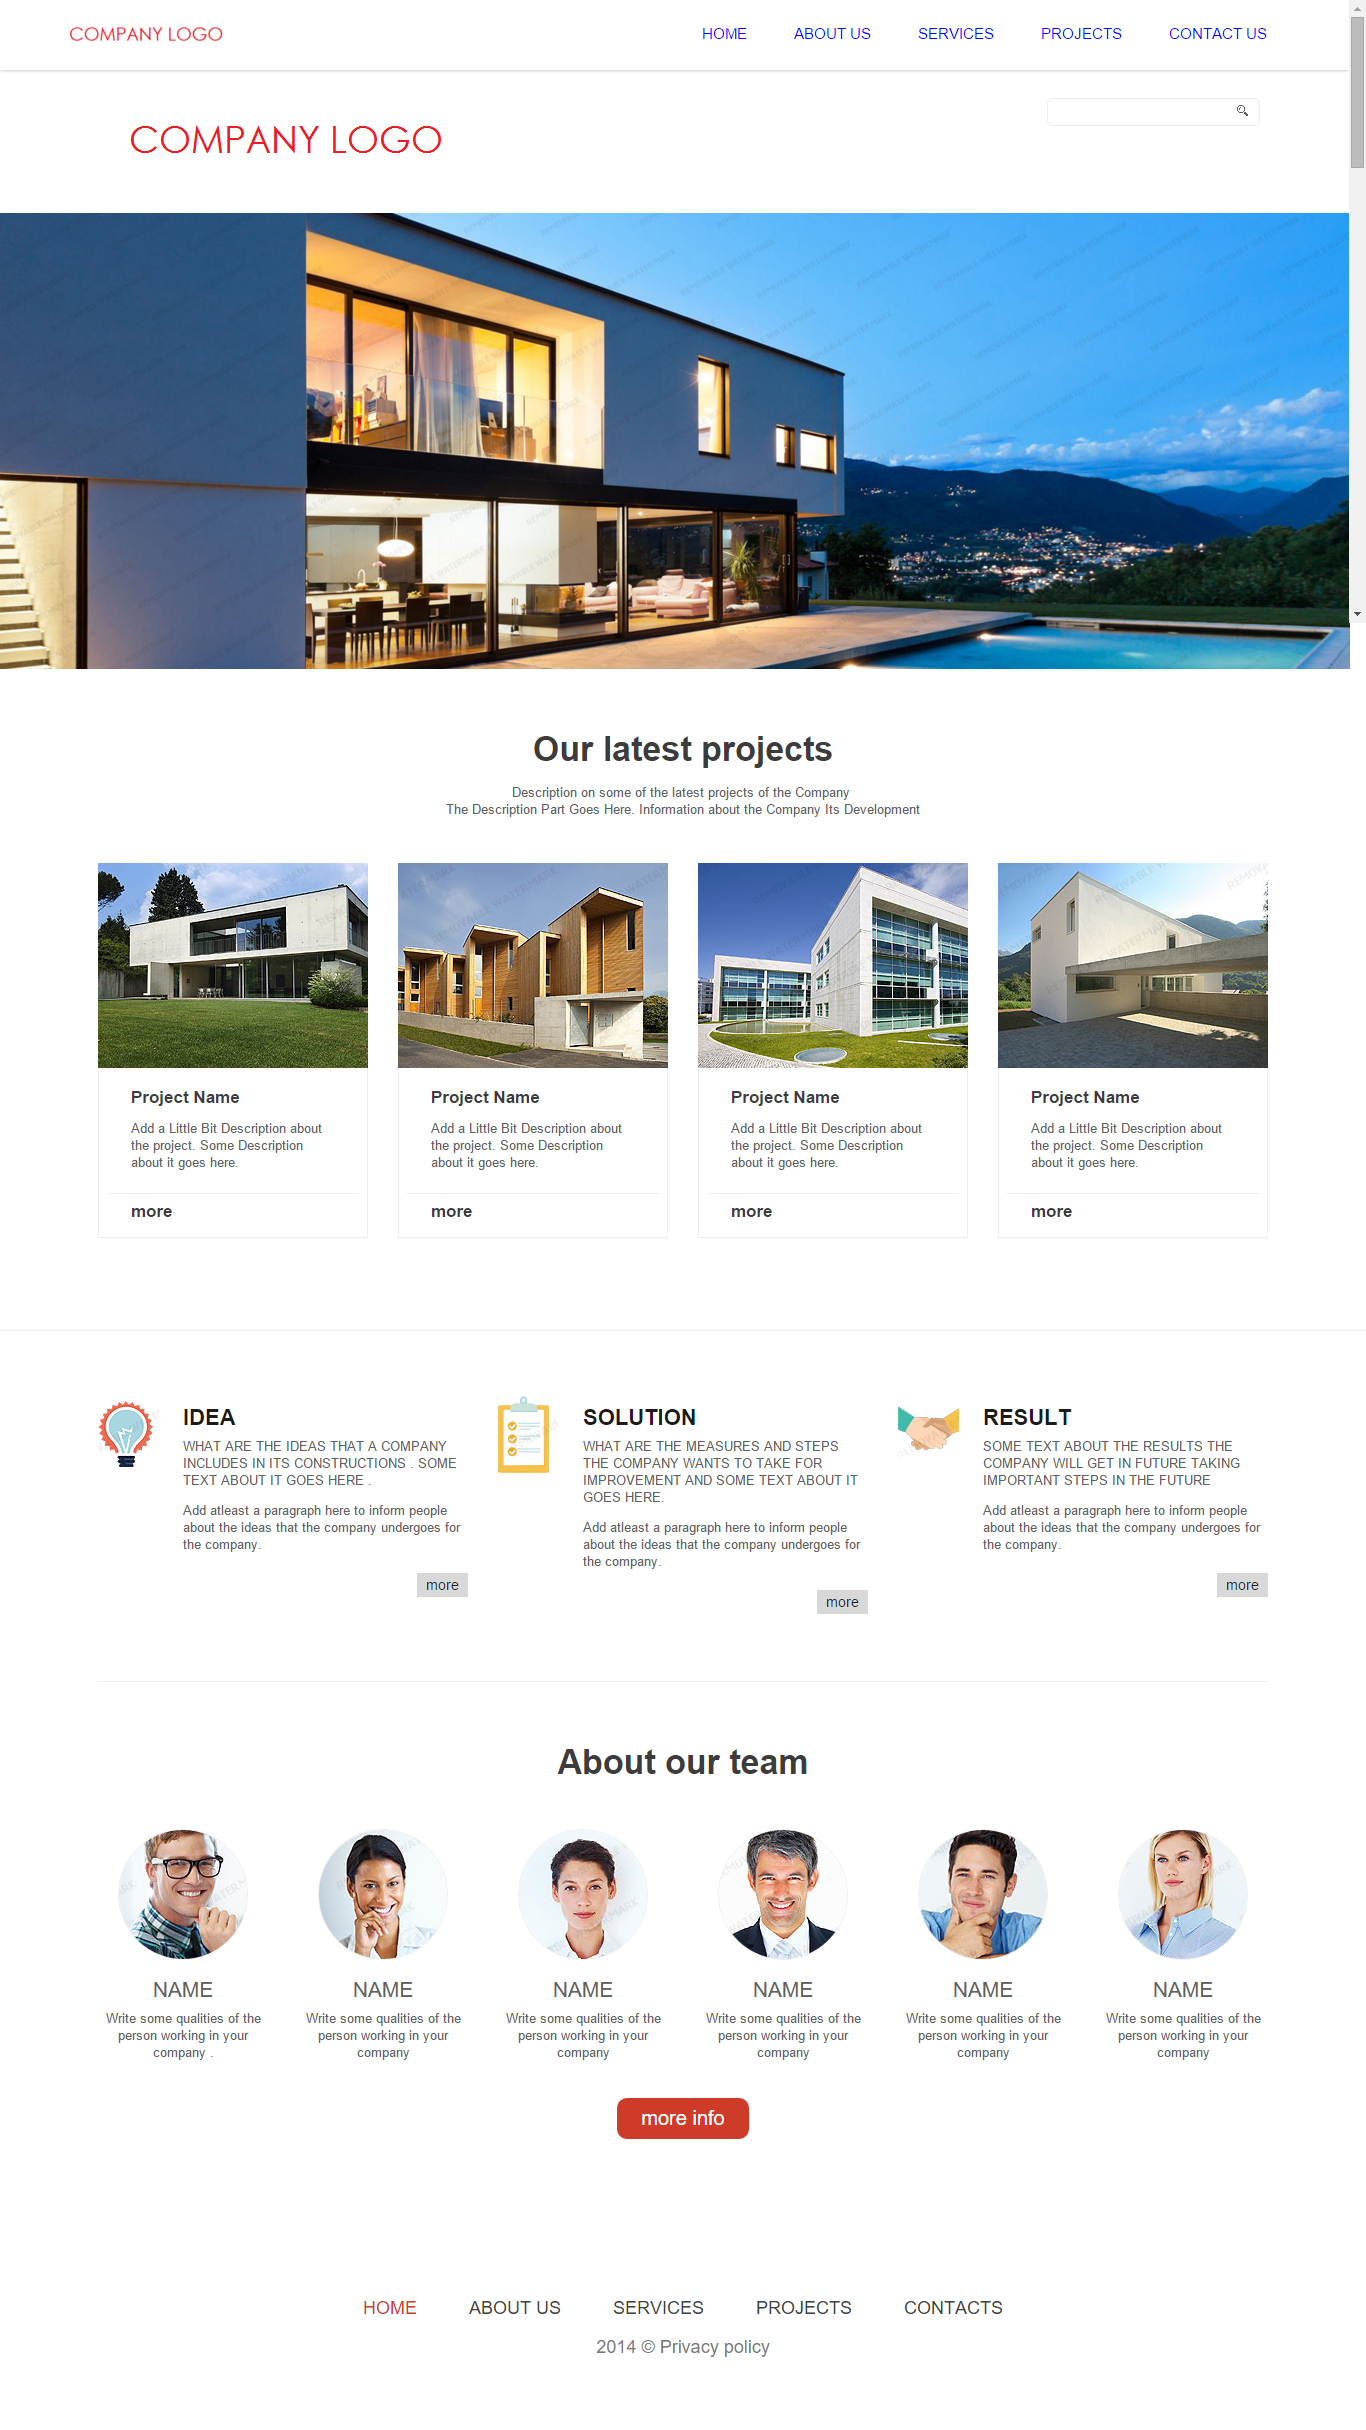 COMPANY LOGO
HOME ABOUT US SERVICES PROJECTS CONTACT US
COMPANY LOGO
Our latest projects
Description on some of the latest projects of the Company
The Description Part Goes Here. Information about the Company Its Development
Project Name
Add a Little Bit Description about
the project. Some Description
about it goes here.
more
Project Name
Add a Little Bit Description about
the project. Some Description
about it goes here.
more
Project Name
Add a Little Bit Description about
the project. Some Description
about it goes here.
more
Project Name
Add a Little Bit Description about
the project. Some Description
about it goes here.
more
IDEA
WHAT ARE THE IDEAS THAT A COMPANY
INCLUDES IN ITS CONSTRUCTIONS . SOME
TEXT ABOUT IT GOES HERE .
Add atleast a paragraph here to inform people
about the ideas that the company undergoes for
the company.
more
SOLUTION
WHAT ARE THE MEASURES AND STEPS
THE COMPANY WANTS TO TAKE FOR
IMPROVEMENT AND SOME TEXT ABOUT IT
GOES HERE.
Add atleast a paragraph here to inform people
about the ideas that the company undergoes for
the company.
more
RESULT
SOME TEXT ABOUT THE RESULTS THE
COMPANY WILL GET IN FUTURE TAKING
IMPORTANT STEPS IN THE FUTURE
Add atleast a paragraph here to inform people
about the ideas that the company undergoes for
the company.
more
About our team
NAME
Write some qualities of the
person working in your
company .
NAME
Write some qualities of the
person working in your
company
NAME
Write some qualities of the
person working in your
company
NAME
Write some qualities of the
person working in your
company
NAME
Write some qualities of the
person working in your
company
NAME
Write some qualities of the
person working in your
company
more info
HOME ABOUT US SERVICES PROJECTS CONTACTS
2014 © Privacy policy